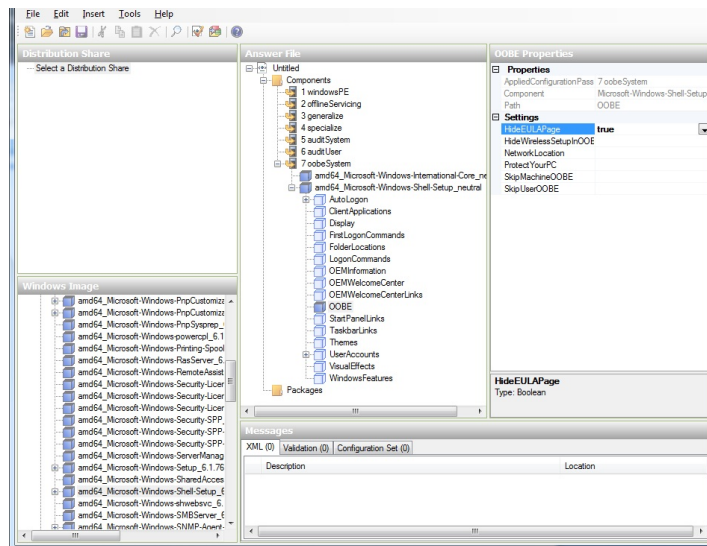 File Edit Insert Tools Help
Distribution Share
Select a Distribution Share
Answer File
Untitled
Components
1 windowsPE
2 offlineServicing
3 generalize
4 specialize
5 auditSystem
6 auditUser
7 oobeSystem
amd64_Microsoft-Windows-International-Core_ne
amd64_Microsoft-Windows-Shell-Setup_neutral
AutoLogon
ClientApplications
Display
FirstLogonCommands
FolderLocations
LogonCommands
OEMInformation
OEMWelcomeCenter
OEMWelcomeCenterLinks
OOBE
StartPanelLinks
TaskbarLinks
Themes
UserAccounts
VisualEffects
WindowsFeatures
Packages
OOBE Properties
Properties
AppliedConfigurationPass 7 oobeSystem
Component Microsoft-Windows-Shell-Setup
Path OOBE
Settings
HideEULAPage true
HideWirelessSetupInOOBE
NetworkLocation
ProtectYourPC
SkipMachineOOBE
SkipUserOOBE
HideEULAPage
Type: Boolean
Windows Image
amd64_Microsoft-Windows-PnpCustomiza
amd64_Microsoft-Windows-PnpCustomiza
amd64_Microsoft-Windows-PnpSysprep_
amd64_Microsoft-Windows-powercpl_6.1
amd64_Microsoft-Windows-Printing-Spool
amd64_Microsoft-Windows-RasServer_6.
amd64_Microsoft-Windows-RemoteAssist
amd64_Microsoft-Windows-Security-Licer
amd64_Microsoft-Windows-Security-Licer
amd64_Microsoft-Windows-Security-Licer
amd64_Microsoft-Windows-Security-SPP_
amd64_Microsoft-Windows-Security-SPP-
amd64_Microsoft-Windows-Security-SPP-
amd64_Microsoft-Windows-ServerManag
amd64_Microsoft-Windows-Setup_6.1.76
amd64_Microsoft-Windows-SharedAcces
amd64_Microsoft-Windows-Shell-Setup_6
amd64_Microsoft-Windows-shwebsvc_6.
amd64_Microsoft-Windows-SMBServer_6
amd64_Microsoft-Windows-SNMP-Agent-
Messages
XML (0) Validation (0) Configuration Set (0)
Description Location